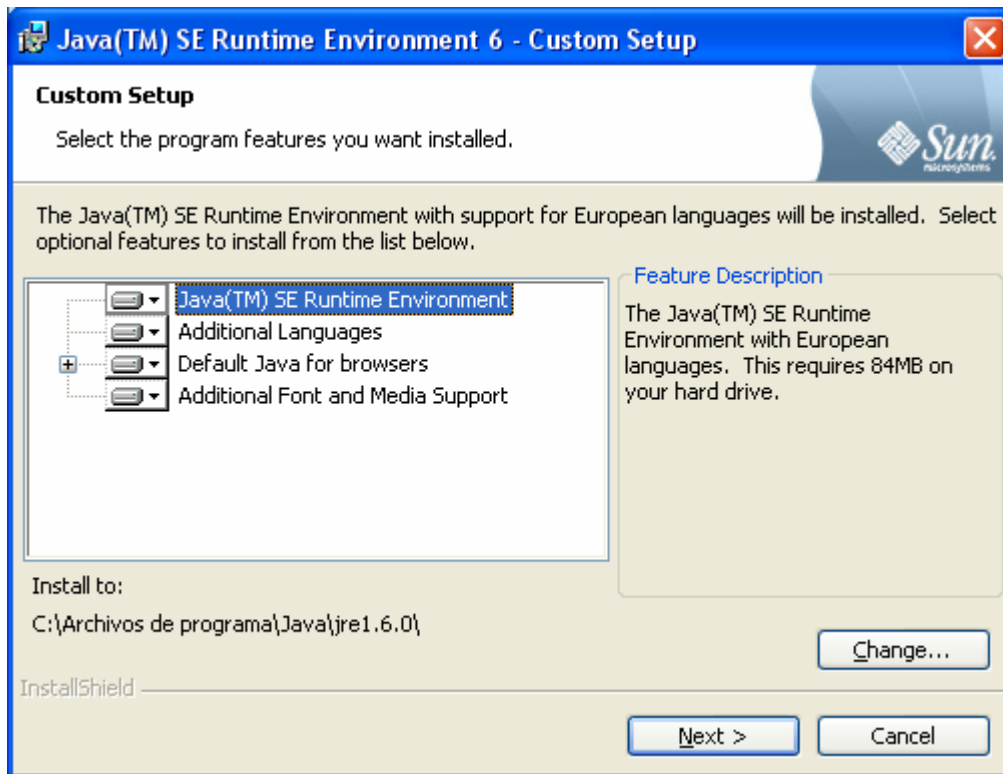 Java(TM) SE Runtime Environment 6 - Custom Setup
Custom Setup
Select the program features you want installed.
Sun
microsystems
The Java(TM) SE Runtime Environment with support for European languages will be installed. Select
optional features to install from the list below.
Java(TM) SE Runtime Environment
Additional Languages
Default Java for browsers
Additional Font and Media Support
Feature Description
The Java(TM) SE Runtime
Environment with European
languages. This requires 84MB on
your hard drive.
Install to:
C:\Archivos de programa\Java\jre1.6.0\
Change...
InstallShield
Next >
Cancel